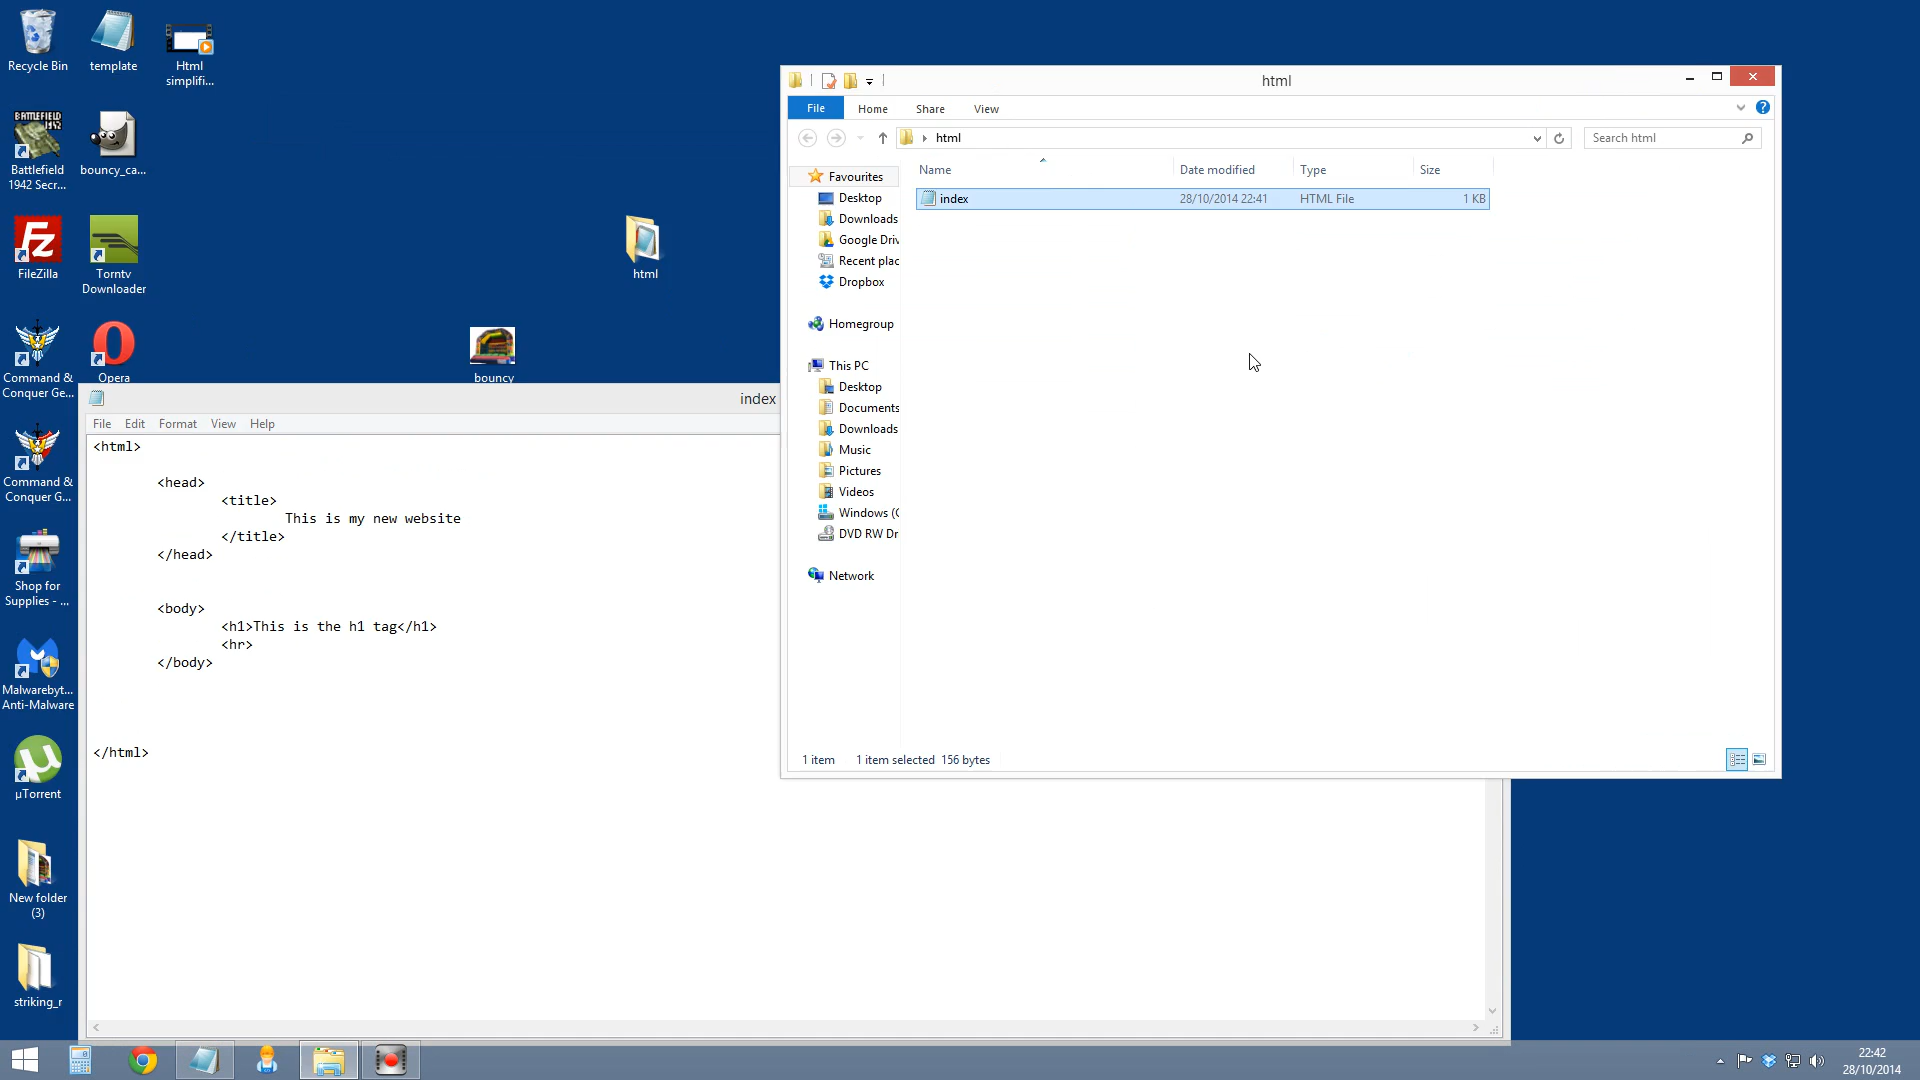 Recycle Bin
template
Html
simplifi...
Battlefield
1942 Secr...
bouncy_ca...
FileZilla
Torntv
Downloader
html
Command &
Conquer Ge...
Opera
bouncy
Command &
Conquer G...
Shop for
Supplies - ...
Malwarebyt...
Anti-Malware
µTorrent
New folder
(3)
striking_r
index
File Edit Format View Help
<html>
<head>
<title>
This is my new website
</title>
</head>
<body>
<h1>This is the h1 tag</h1>
<hr>
</body>
</html>
html
File Home Share View
html
Search html
Name Date modified Type Size
index 28/10/2014 22:41 HTML File 1 KB
Favourites
Desktop
Downloads
Google Driv
Recent plac
Dropbox
Homegroup
This PC
Desktop
Documents
Downloads
Music
Pictures
Videos
Windows (C
DVD RW Dr
Network
1 item 1 item selected 156 bytes
22:42
28/10/2014